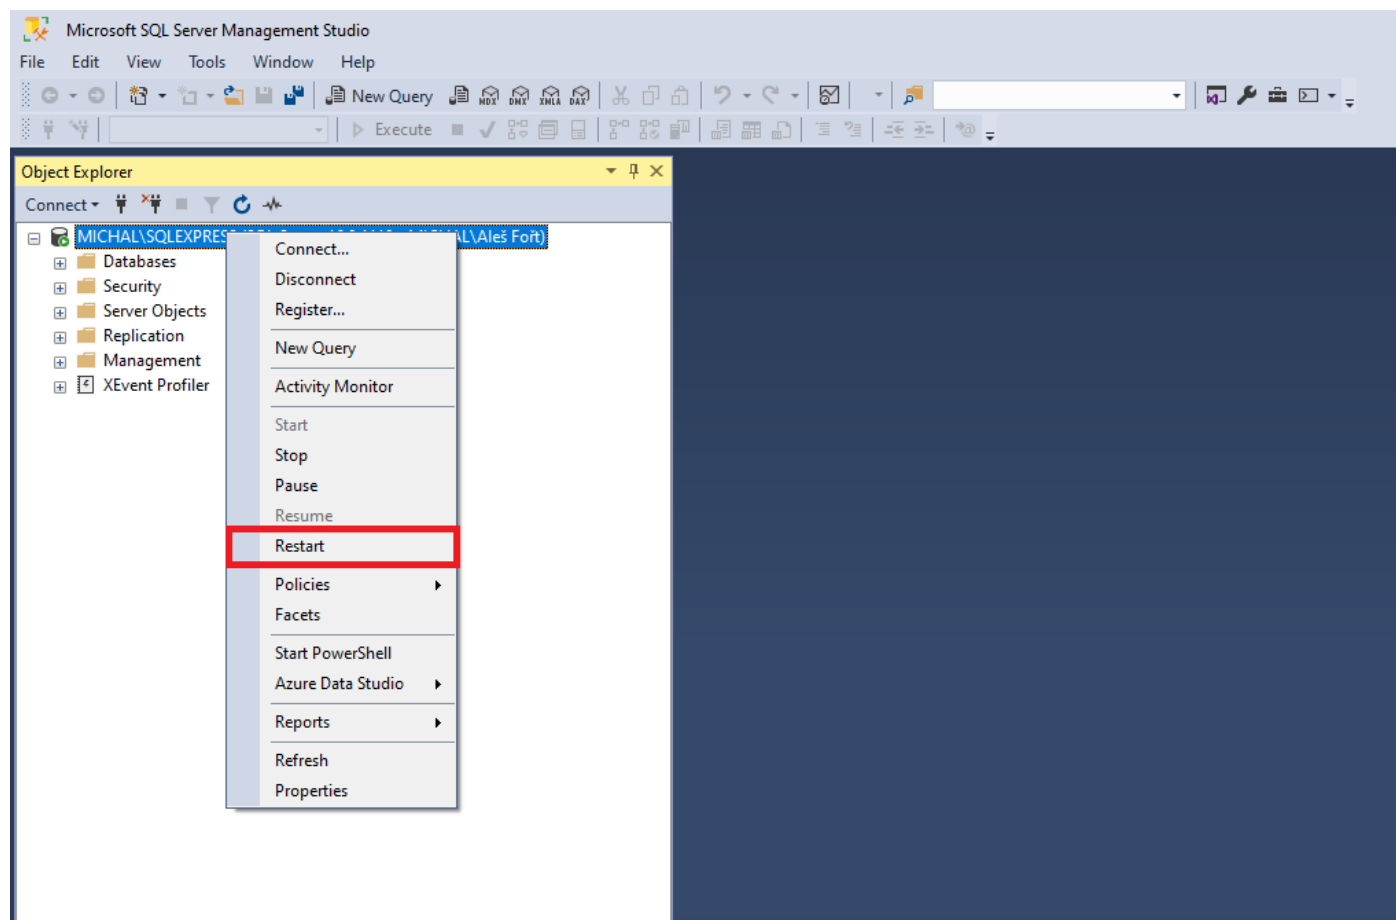 Microsoft SQL Server Management Studio
File Edit View Tools Window Help
New Query MDX DMX XMLA DAX
Execute
Object Explorer
Connect
MICHAL\SQLEXPRES \Aleš Fořt)
Databases
Security
Server Objects
Replication
Management
XEvent Profiler
Connect...
Disconnect
Register...
New Query
Activity Monitor
Start
Stop
Pause
Resume
Restart
Policies
Facets
Start PowerShell
Azure Data Studio
Reports
Refresh
Properties